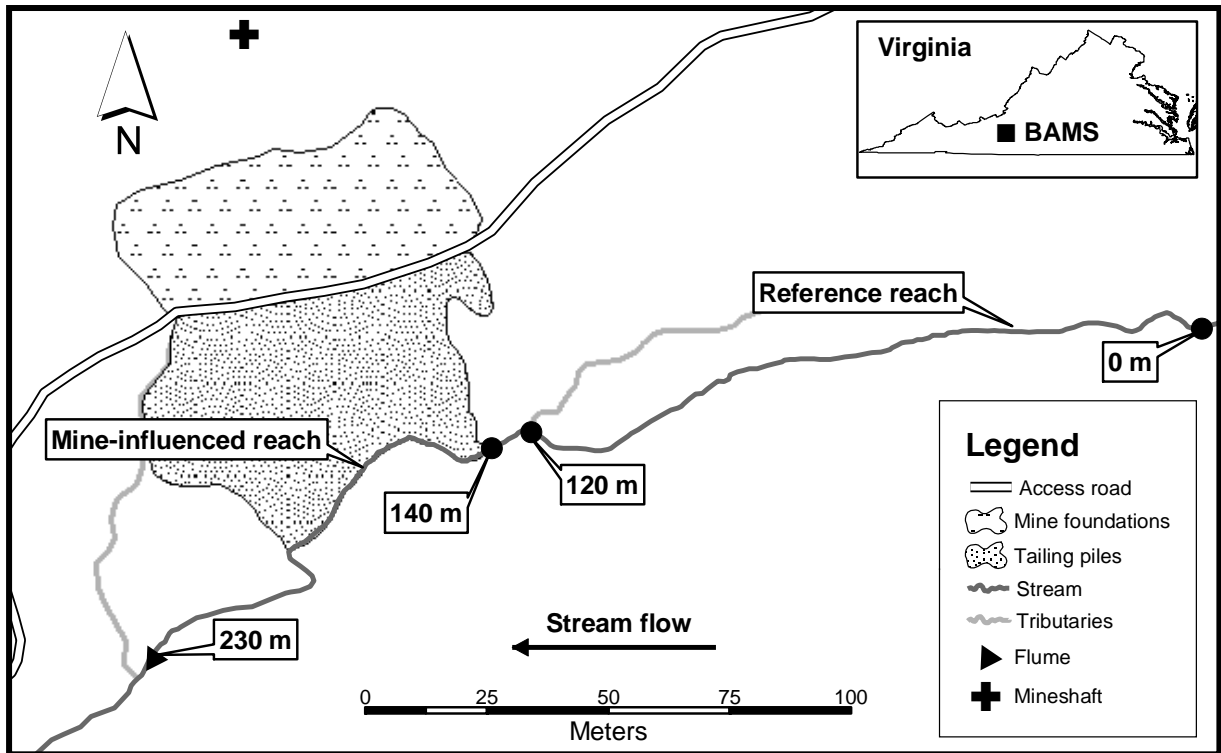 Virginia
BAMS
N
Reference reach
0 m
Mine-influenced reach
120 m
140 m
230 m
Stream flow
0 25 50 75 100
Meters
Legend
Access road
Mine foundations
Tailing piles
Stream
Tributaries
Flume
Mineshaft